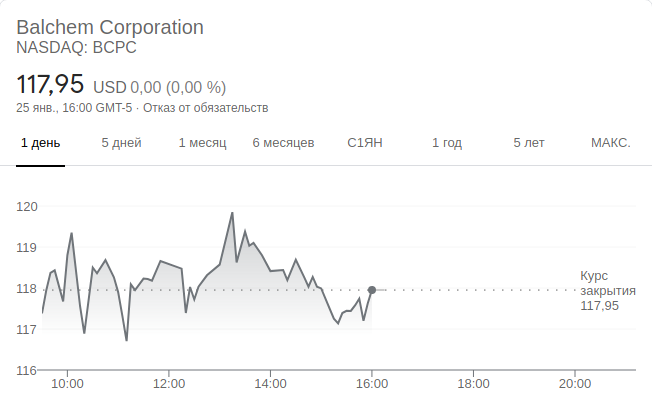 Balchem Corporation
NASDAQ: BCPC
117,95 USD 0,00 (0,00 %)
25 янв., 16:00 GMT-5 · Отказ от обязательств
1 день 5 дней 1 месяц 6 месяцев С1ЯН 1 год 5 лет МАКС.
120
119
118
117
116
Курс
закрытия
117,95
10:00 12:00 14:00 16:00 18:00 20:00